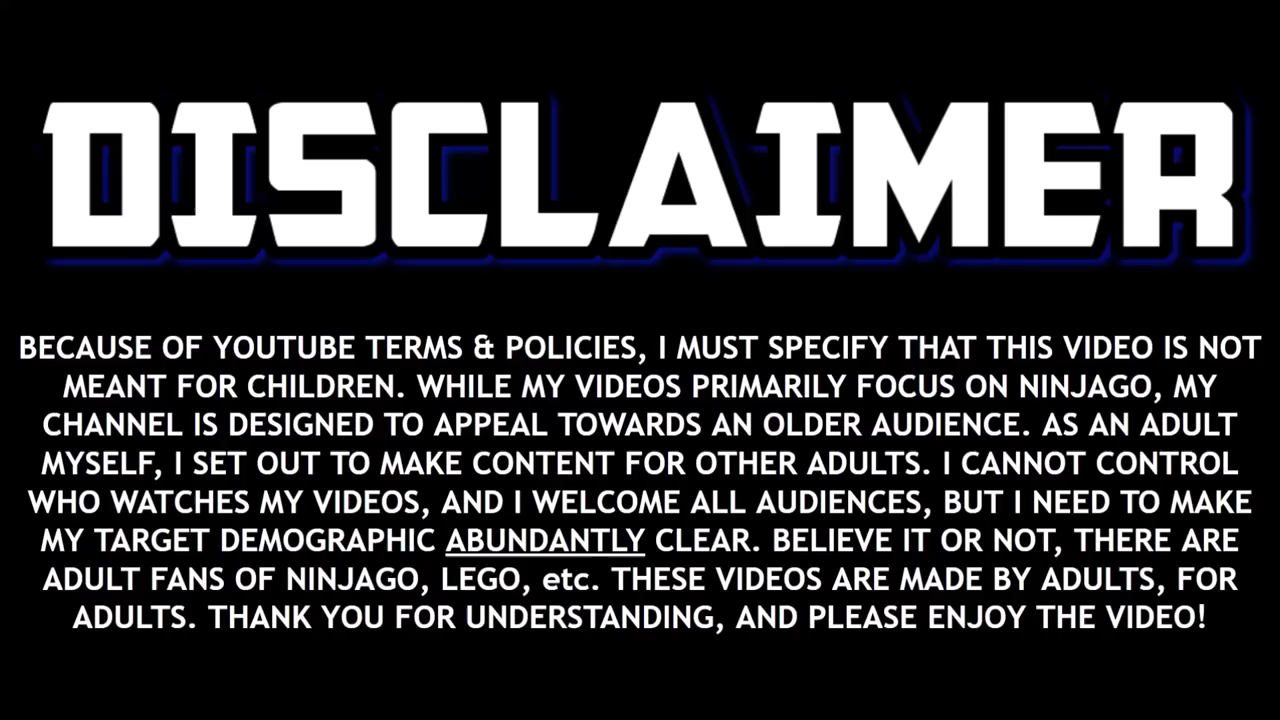 DISCLAIMER
BECAUSE OF YOUTUBE TERMS & POLICIES, I MUST SPECIFY THAT THIS VIDEO IS NOT
MEANT FOR CHILDREN. WHILE MY VIDEOS PRIMARILY FOCUS ON NINJAGO, MY
CHANNEL IS DESIGNED TO APPEAL TOWARDS AN OLDER AUDIENCE. AS AN ADULT
MYSELF, I SET OUT TO MAKE CONTENT FOR OTHER ADULTS. I CANNOT CONTROL
WHO WATCHES MY VIDEOS, AND I WELCOME ALL AUDIENCES, BUT I NEED TO MAKE
MY TARGET DEMOGRAPHIC ABUNDANTLY CLEAR. BELIEVE IT OR NOT, THERE ARE
ADULT FANS OF NINJAGO, LEGO, etc. THESE VIDEOS ARE MADE BY ADULTS, FOR
ADULTS. THANK YOU FOR UNDERSTANDING, AND PLEASE ENJOY THE VIDEO!